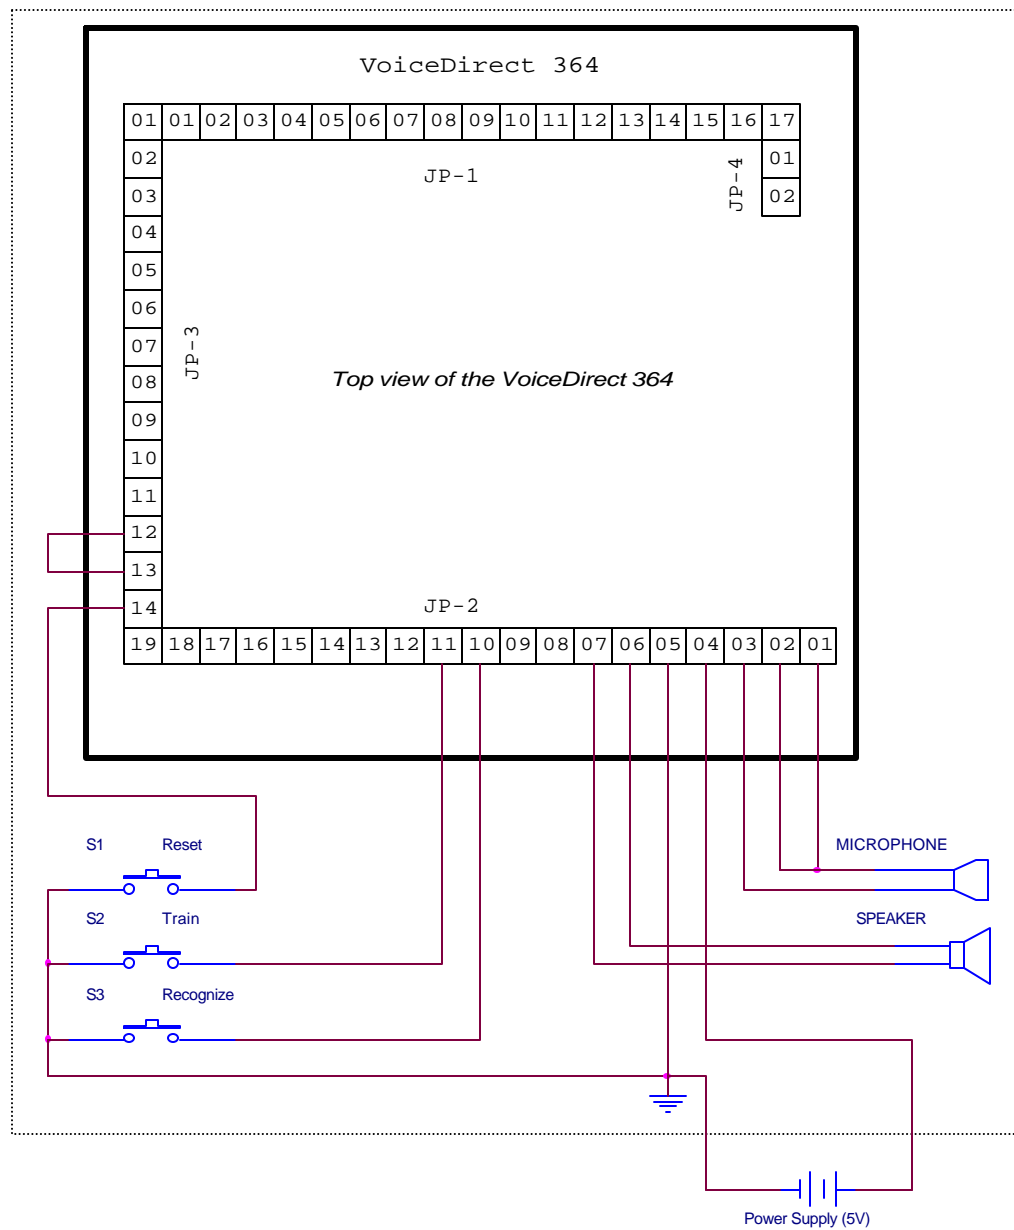 VoiceDirect 364
01 01 02 03 04 05 06 07 08 09 10 11 12 13 14 15 16 17
02
01
JP-1
JP-4
03
02
04
05
06
07
JP-3
08
Top view of the VoiceDirect 364
09
10
11
12
13
14
JP-2
19 18 17 16 15 14 13 12 11 10 09 08 07 06 05 04 03 02 01
S1 Reset
MICROPHONE
S2 Train
SPEAKER
S3 Recognize
Power Supply (5V)